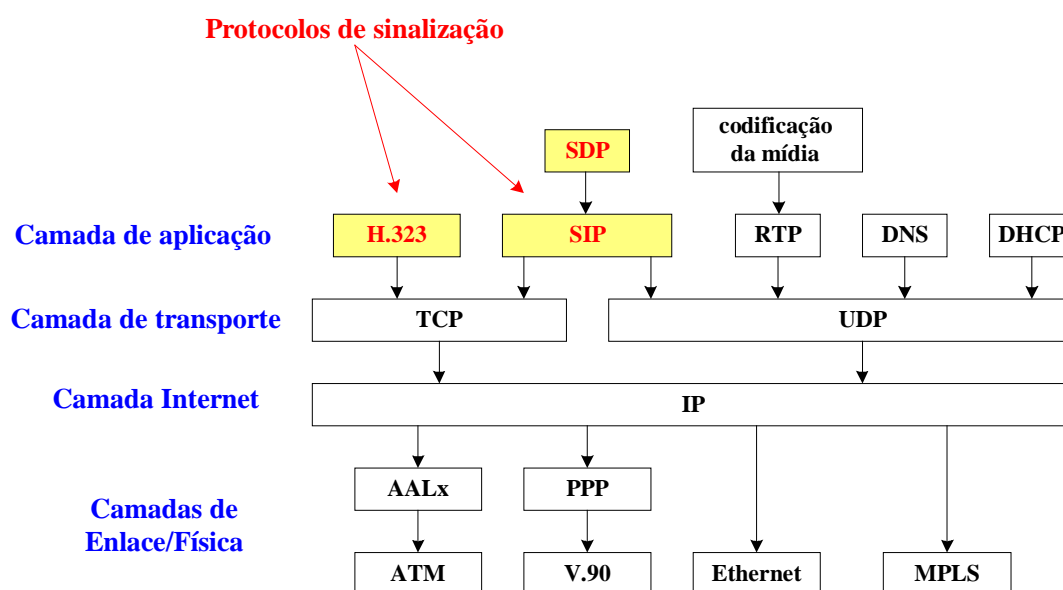 Protocolos de sinalização
codificação
da mídia
SDP
Camada de aplicação
H.323
SIP
RTP
DNS
DHCP
Camada de transporte
TCP
UDP
Camada Internet
IP
Camadas de
Enlace/Física
AALx
PPP
ATM
V.90
Ethernet
MPLS